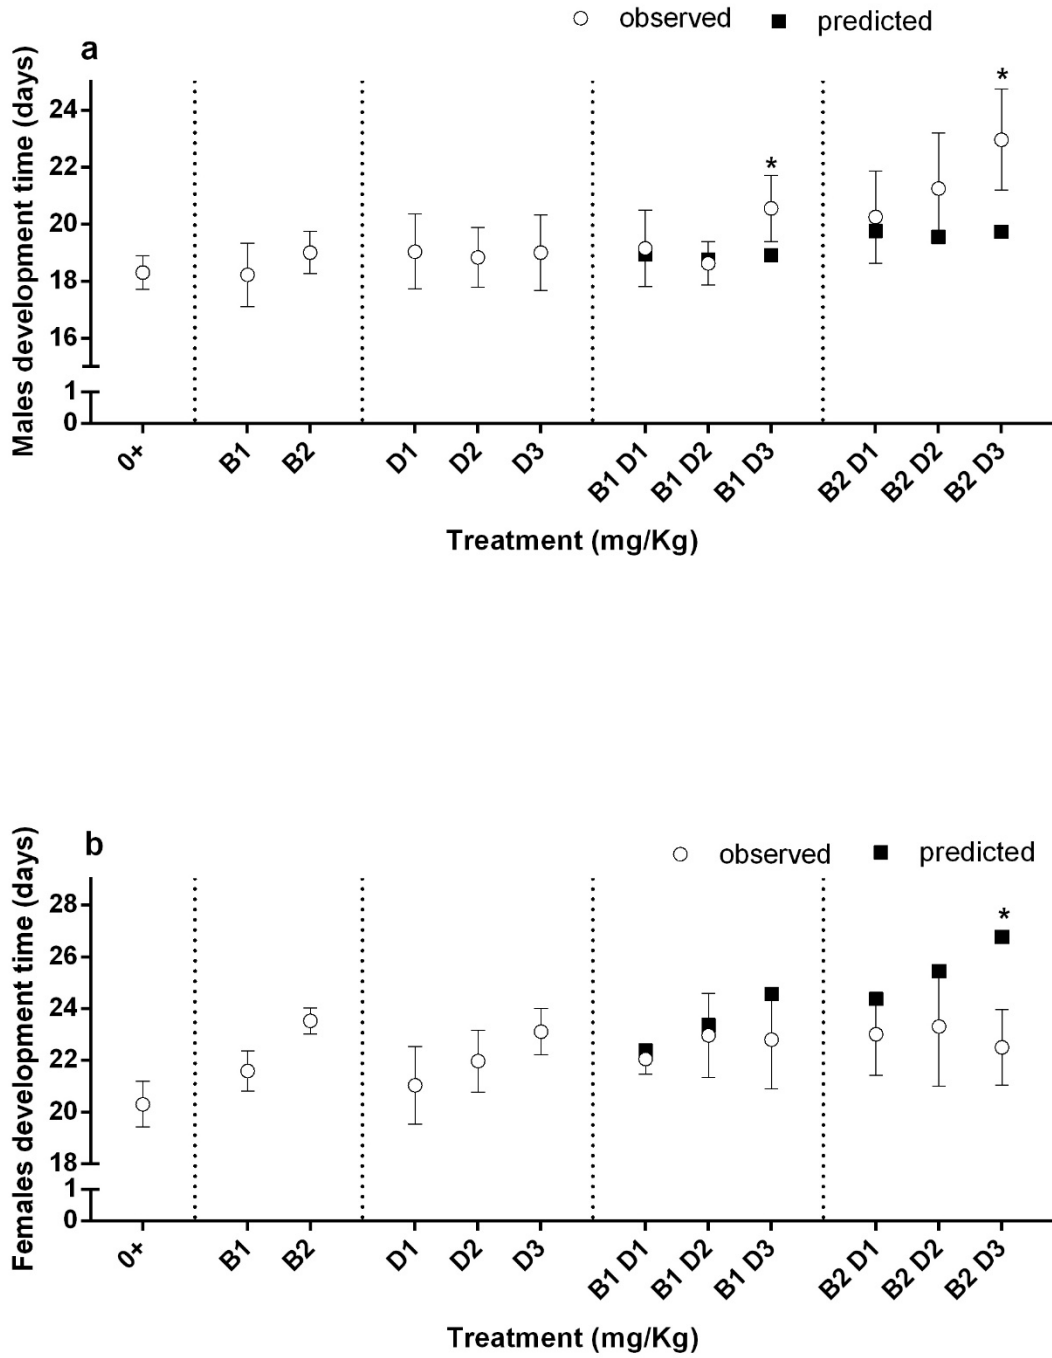 observed predicted
a
Males development time (days)
24
22
20
18
16
1
0
* *
0+ B1 B2 D1 D2 D3 B1 D1 B1 D2 B1 D3 B2 D1 B2 D2 B2 D3
Treatment (mg/Kg)
b
observed predicted
Females development time (days)
28
26
24
22
20
18
1
0
*
0+ B1 B2 D1 D2 D3 B1 D1 B1 D2 B1 D3 B2 D1 B2 D2 B2 D3
Treatment (mg/Kg)